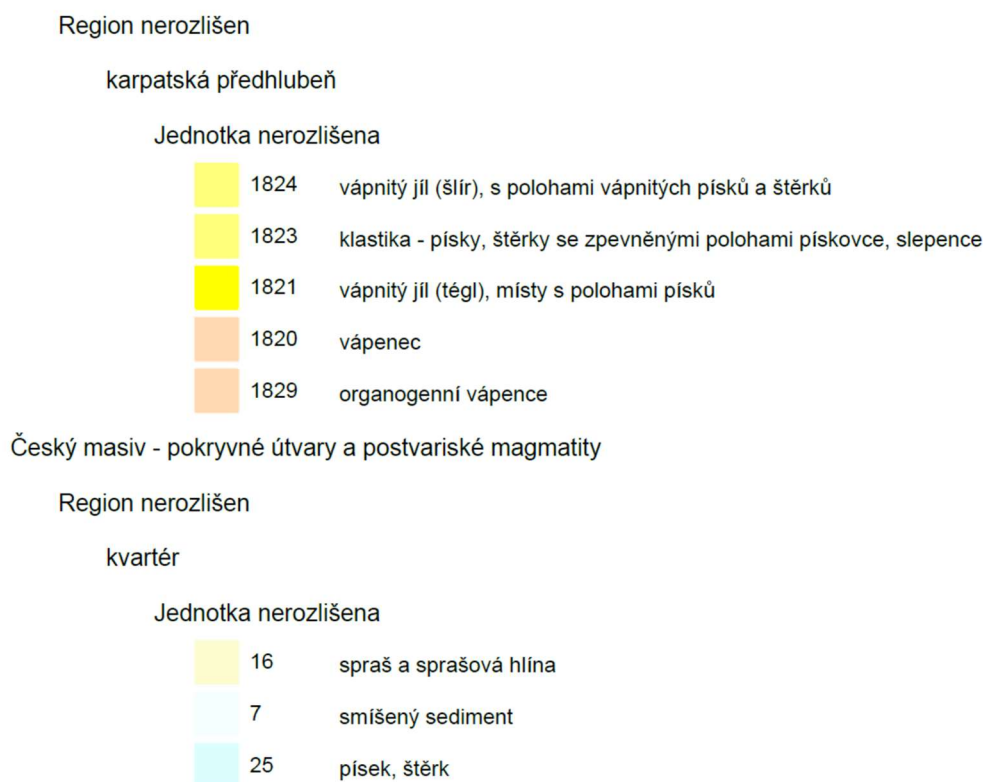 Region nerozlišen
karpatská předhlubeň
Jednotka nerozlišena
1824 vápnitý jíl (šlír), s polohami vápnitých písků a štěrků
1823 klastika - písky, štěrky se zpevněnými polohami pískovce, slepence
1821 vápnitý jíl (tégl), místy s polohami písků
1820 vápenec
1829 organogenní vápence
Český masiv - pokryvné útvary a postvariské magmatity
Region nerozlišen
kvartér
Jednotka nerozlišena
16 spraš a sprašová hlína
7 smíšený sediment
25 písek, štěrk